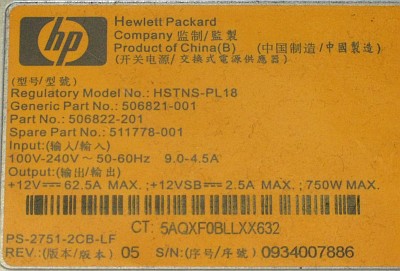 hp
Hewlett Packard
Company 监制/監製
Product of China(B) (中国制造/中國製造)
(开关电源/交換式電源供應器)
(型号/型號)
Regulatory Model No.: HSTNS-PL18
Generic Part No.: 506821-001
Part No.: 506822-201
Spare Part No.: 511778-001
Input:(输入/輸入)
100V-240V～ 50-60Hz 9.0-4.5A
Output:(输出/輸出)
+12V⎓ 62.5A MAX. ;+12VSB⎓ 2.5A MAX. ;750W MAX.
CT: 5AQXF0BLLXX632
PS-2751-2CB-LF
REV.:(版本/版本) 05 S/N:(序号/序號) 0934007886